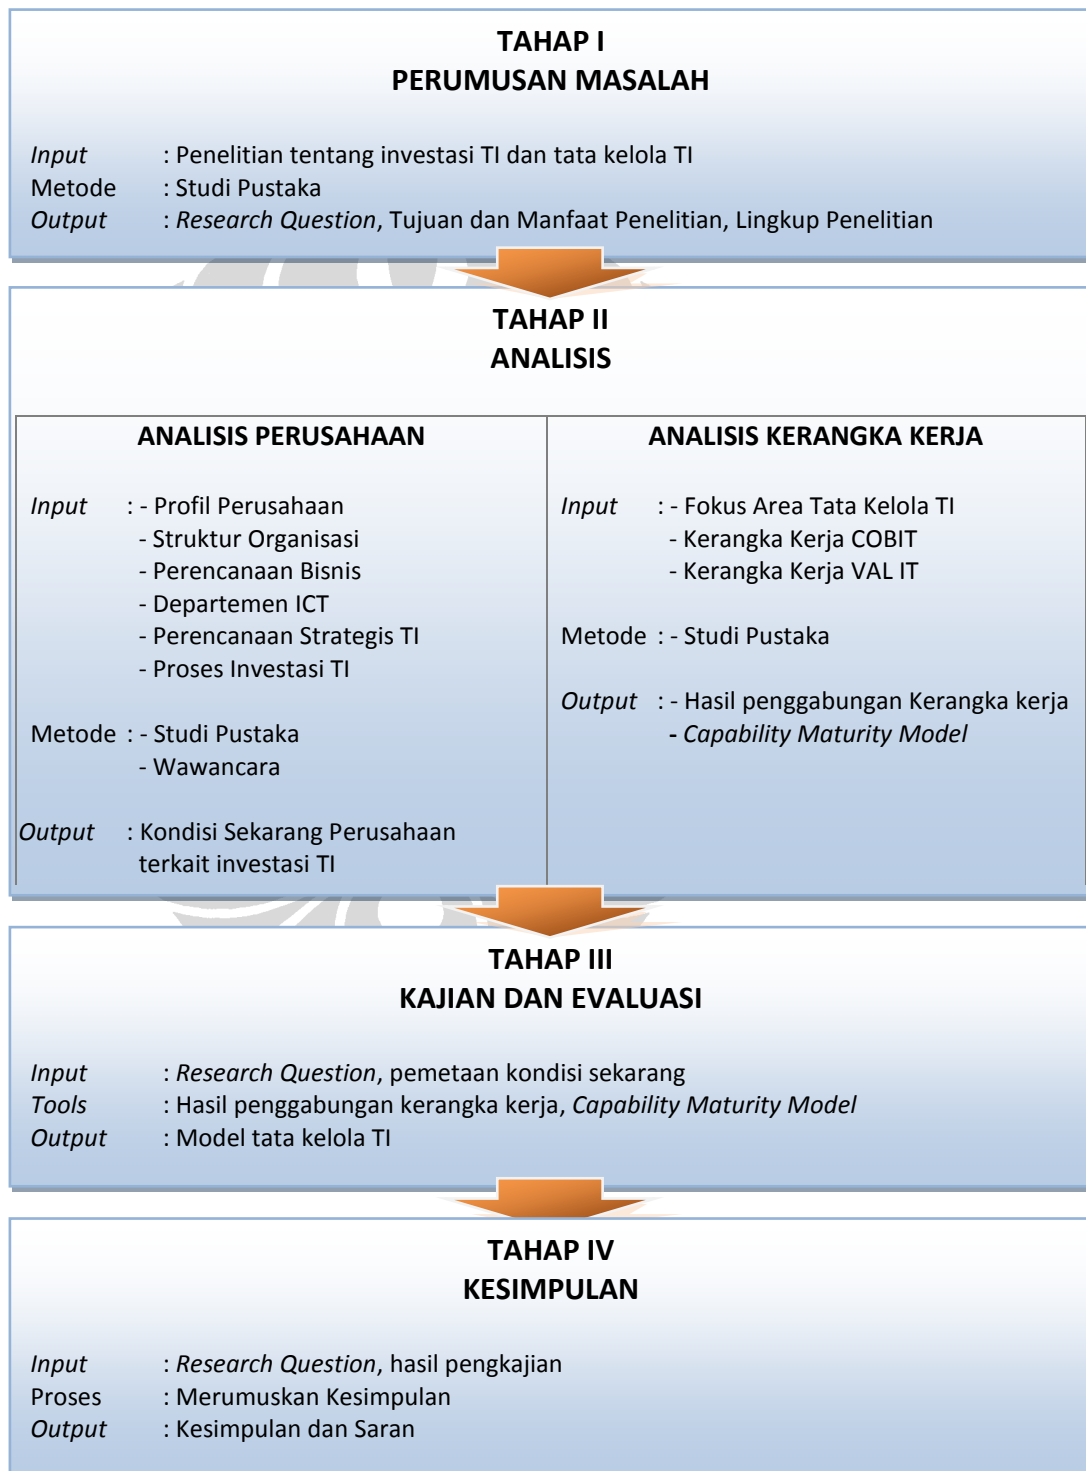 TAHAP I
PERUMUSAN MASALAH
Input : Penelitian tentang investasi TI dan tata kelola TI
Metode : Studi Pustaka
Output : Research Question, Tujuan dan Manfaat Penelitian, Lingkup Penelitian
TAHAP II
ANALISIS
ANALISIS PERUSAHAAN
Input : - Profil Perusahaan
- Struktur Organisasi
- Perencanaan Bisnis
- Departemen ICT
- Perencanaan Strategis TI
- Proses Investasi TI
Metode : - Studi Pustaka
- Wawancara
Output : Kondisi Sekarang Perusahaan
terkait investasi TI
ANALISIS KERANGKA KERJA
Input : - Fokus Area Tata Kelola TI
- Kerangka Kerja COBIT
- Kerangka Kerja VAL IT
Metode : - Studi Pustaka
Output : - Hasil penggabungan Kerangka kerja
- Capability Maturity Model
TAHAP III
KAJIAN DAN EVALUASI
Input : Research Question, pemetaan kondisi sekarang
Tools : Hasil penggabungan kerangka kerja, Capability Maturity Model
Output : Model tata kelola TI
TAHAP IV
KESIMPULAN
Input : Research Question, hasil pengkajian
Proses : Merumuskan Kesimpulan
Output : Kesimpulan dan Saran